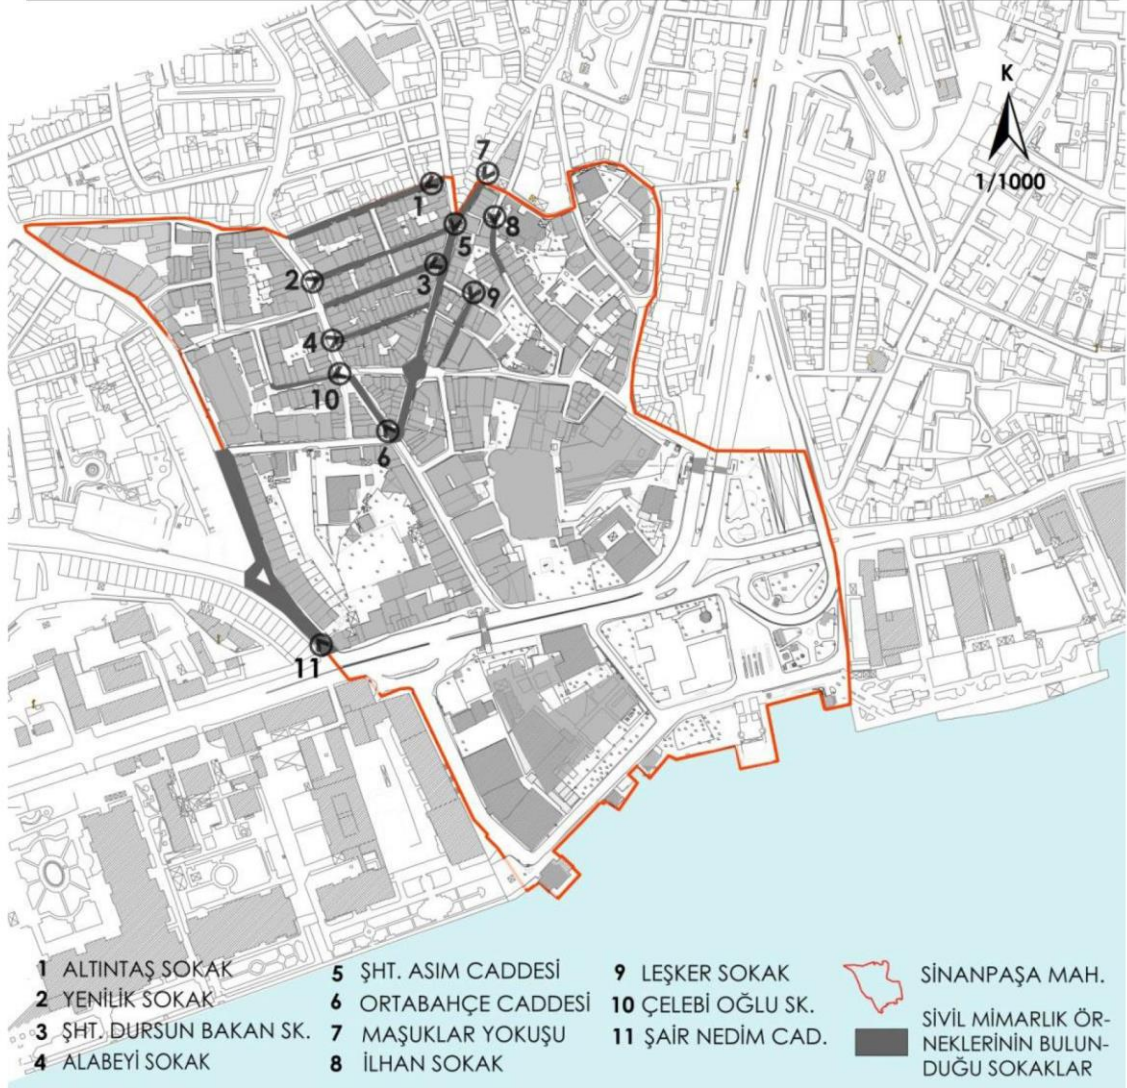 K
1/1000
7
1
8
5
2
3
9
4
10
6
11
1 ALTINTAŞ SOKAK
2 YENİLİK SOKAK
3 ŞHT. DURSUN BAKAN SK.
4 ALABEYİ SOKAK
5 ŞHT. ASIM CADDESİ
6 ORTABAHÇE CADDESİ
7 MAŞUKLAR YOKUŞU
8 İLHAN SOKAK
9 LEŞKER SOKAK
10 ÇELEBİ OĞLU SK.
11 ŞAİR NEDİM CAD.
SİNANPAŞA MAH.
SİVİL MİMARLIK ÖR-
NEKLERİNİN BULUN-
DUĞU SOKAKLAR